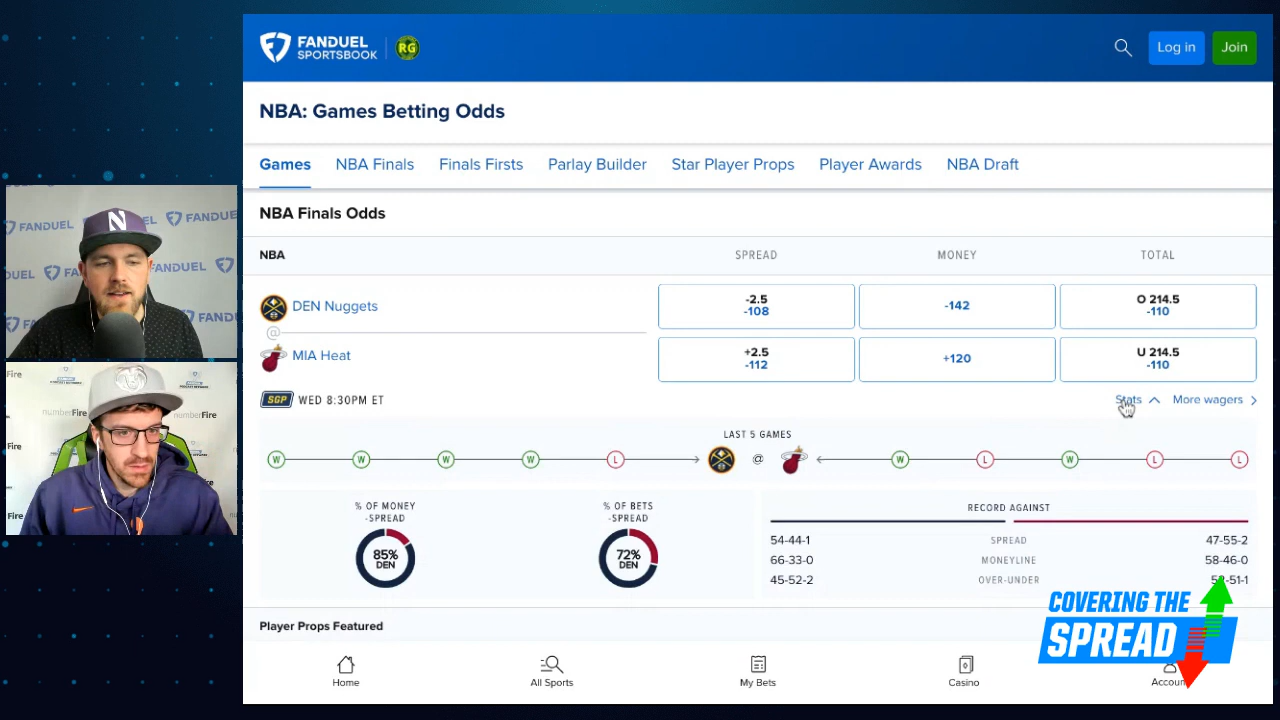 FANDUEL
SPORTSBOOK
RG
Log in
Join
NBA: Games Betting Odds
Games
NBA Finals
Finals Firsts
Parlay Builder
Star Player Props
Player Awards
NBA Draft
NBA Finals Odds
NBA
SPREAD
MONEY
TOTAL
DEN Nuggets
-2.5
-108
-142
O 214.5
-110
@
MIA Heat
+2.5
-112
+120
U 214.5
-110
SGP WED 8:30PM ET
Stats
More wagers
LAST 5 GAMES
W W W W L @ W L W L L
% OF MONEY
-SPREAD
85%
DEN
% OF BETS
-SPREAD
72%
DEN
RECORD AGAINST
54-44-1 SPREAD 47-55-2
66-33-0 MONEYLINE 58-46-0
45-52-2 OVER-UNDER
Player Props Featured
COVERING THE
SPREAD
Home
All Sports
My Bets
Casino
FANDUEL
N
numberFire
numberFire
Fire
Fire